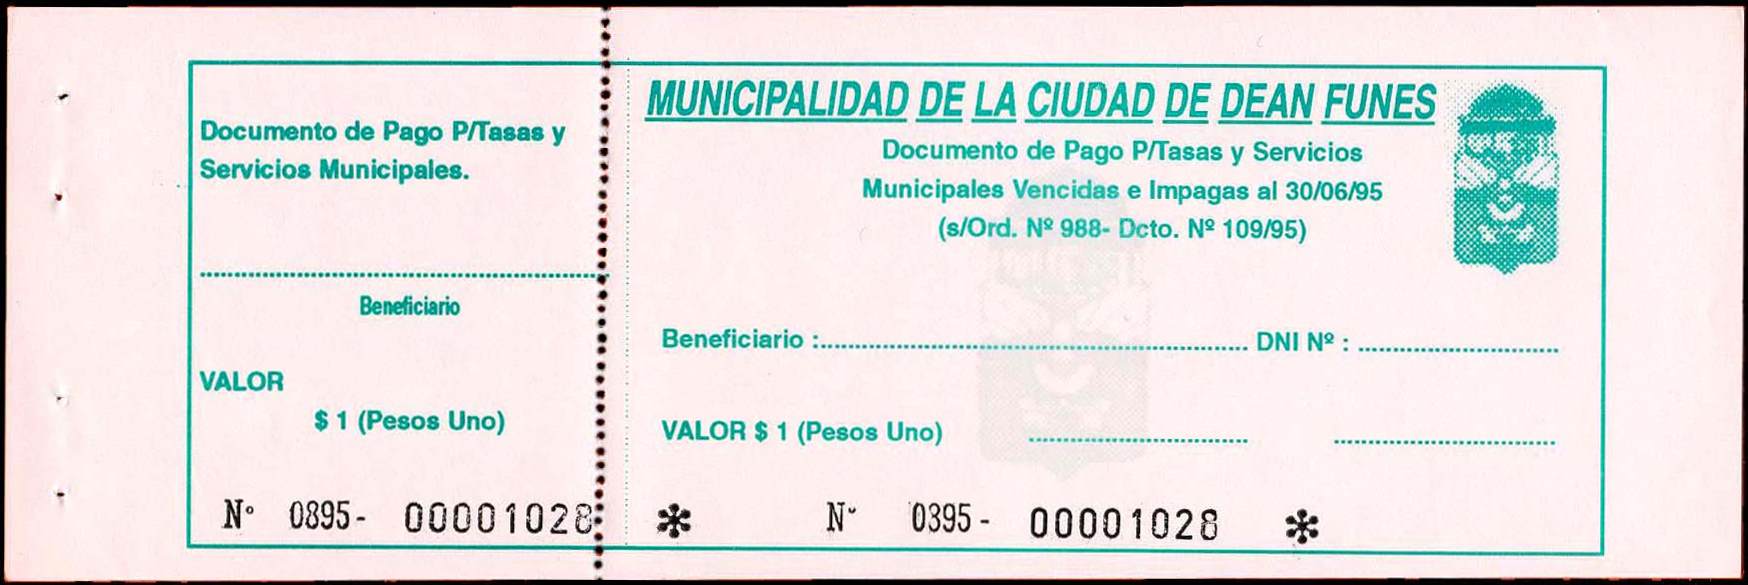 Documento de Pago P/Tasas y
Servicios Municipales.
Beneficiario
VALOR
$ 1 (Pesos Uno)
Nº 0895- 00001028
MUNICIPALIDAD DE LA CIUDAD DE DEAN FUNES
Documento de Pago P/Tasas y Servicios
Municipales Vencidas e Impagas al 30/06/95
(s/Ord. Nº 988- Dcto. Nº 109/95)
Beneficiario :.................................................................. DNI Nº : ...............................
VALOR $ 1 (Pesos Uno) ................................. .................................
* Nº 0395- 00001028 *